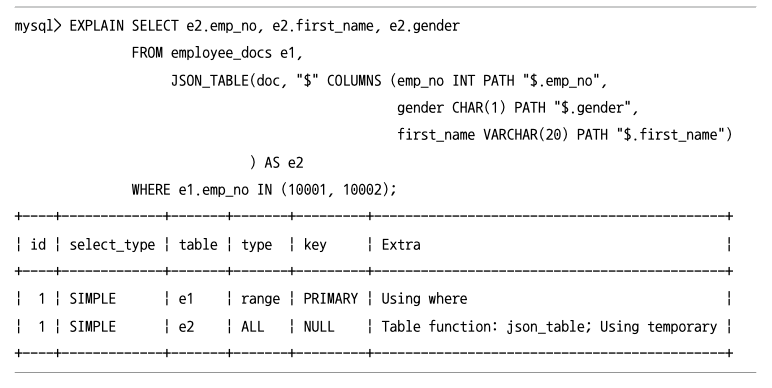 mysql> EXPLAIN SELECT e2.emp_no, e2.first_name, e2.gender
FROM employee_docs e1,
JSON_TABLE(doc, "$" COLUMNS (emp_no INT PATH "$.emp_no",
gender CHAR(1) PATH "$.gender",
first_name VARCHAR(20) PATH "$.first_name")
) AS e2
WHERE e1.emp_no IN (10001, 10002);
+----+-------------+-------+-------+---------+--------------------------------------------+
| id | select_type | table | type | key | Extra |
+----+-------------+-------+-------+---------+--------------------------------------------+
| 1 | SIMPLE | e1 | range | PRIMARY | Using where |
| 1 | SIMPLE | e2 | ALL | NULL | Table function: json_table; Using temporary |
+----+-------------+-------+-------+---------+--------------------------------------------+